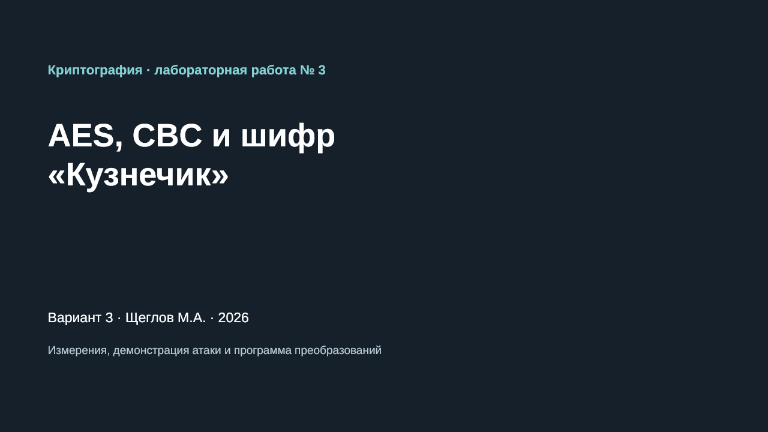 Криптография · лабораторная работа № 3
AES, CBC и шифр
«Кузнечик»
Вариант 3 · Щеглов М.А. · 2026
Измерения, демонстрация атаки и программа преобразований